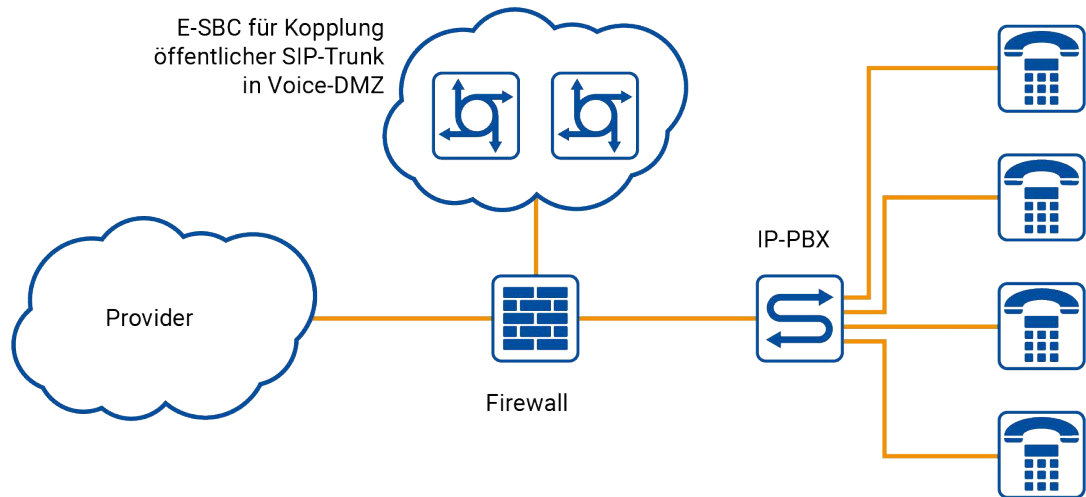 E-SBC für Kopplung
öffentlicher SIP-Trunk
in Voice-DMZ
IP-PBX
Provider
Firewall